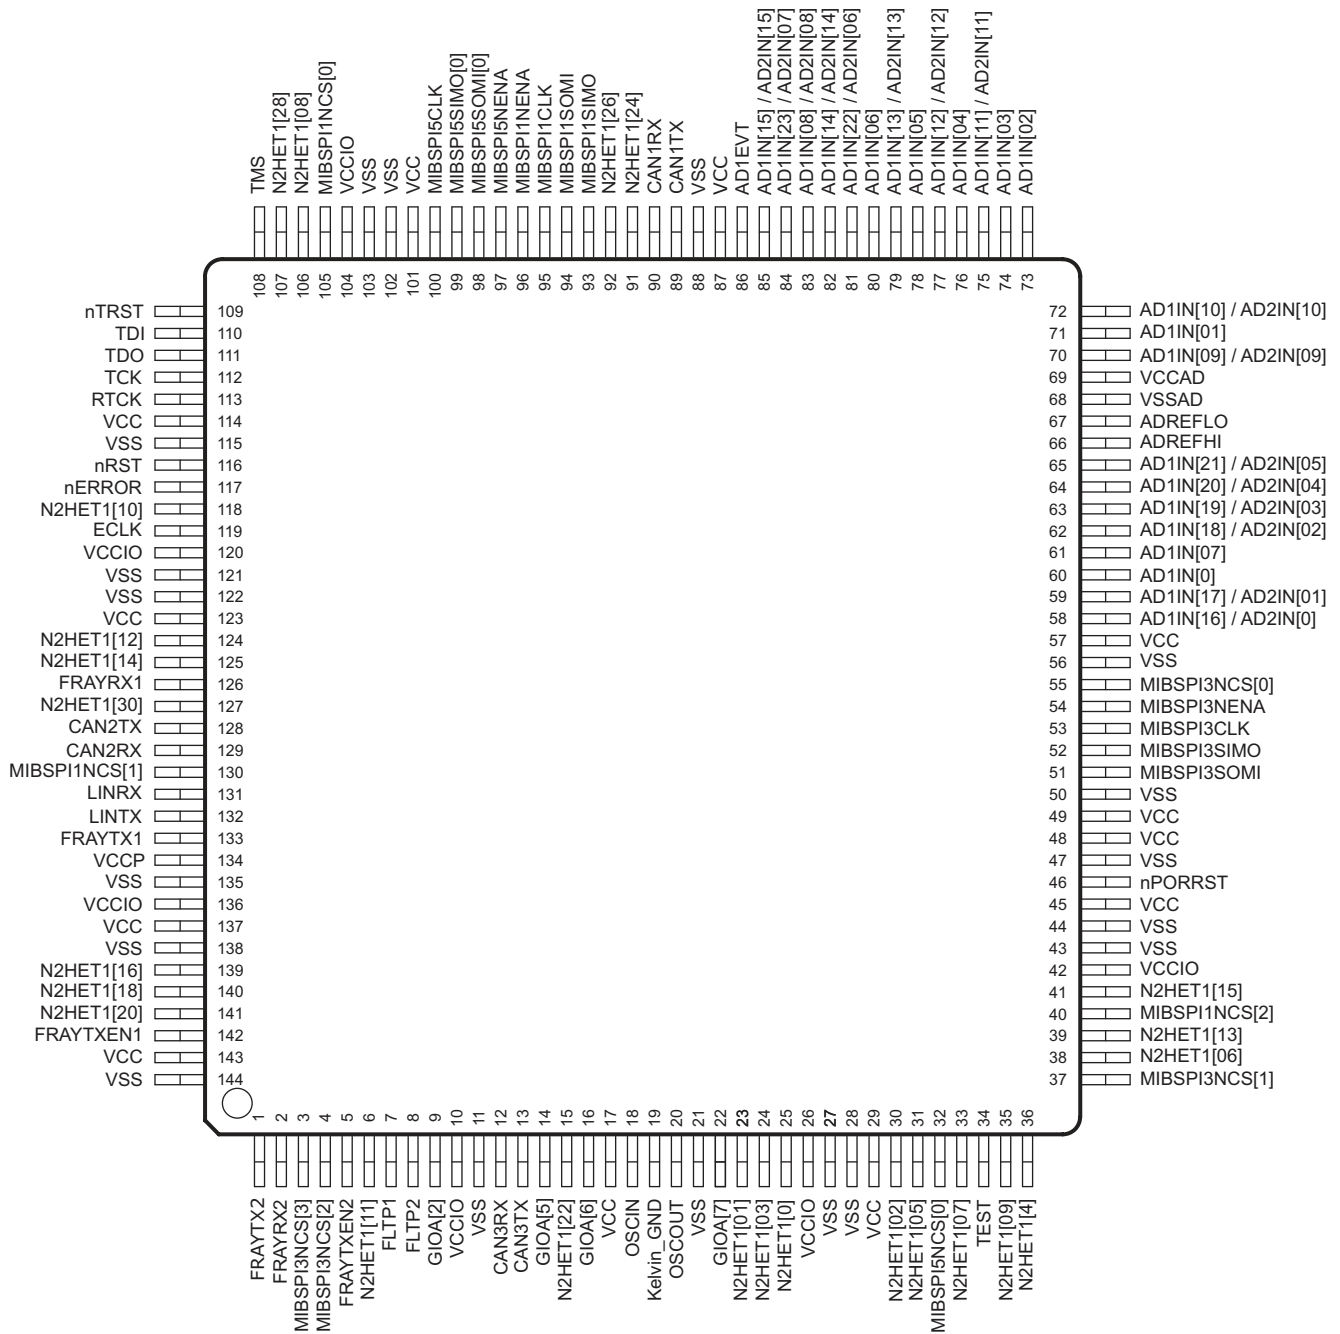 TMS
N2HET1[28]
N2HET1[08]
MIBSPI1NCS[0]
VCCIO
VSS
VSS
VCC
MIBSPI5CLK
MIBSPI5SIMO[0]
MIBSPI5SOMI[0]
MIBSPI5NENA
MIBSPI1NENA
MIBSPI1CLK
MIBSPI1SOMI
MIBSPI1SIMO
N2HET1[26]
N2HET1[24]
CAN1RX
CAN1TX
VSS
VCC
AD1EVT
AD1IN[15] / AD2IN[15]
AD1IN[23] / AD2IN[07]
AD1IN[08] / AD2IN[08]
AD1IN[14] / AD2IN[14]
AD1IN[22] / AD2IN[06]
AD1IN[06]
AD1IN[13] / AD2IN[13]
AD1IN[05]
AD1IN[12] / AD2IN[12]
AD1IN[04]
AD1IN[11] / AD2IN[11]
AD1IN[03]
AD1IN[02]
108
107
106
105
104
103
102
101
100
99
98
97
96
95
94
93
92
91
90
89
88
87
86
85
84
83
82
81
80
79
78
77
76
75
74
73
nTRST 109
TDI 110
TDO 111
TCK 112
RTCK 113
VCC 114
VSS 115
nRST 116
nERROR 117
N2HET1[10] 118
ECLK 119
VCCIO 120
VSS 121
VSS 122
VCC 123
N2HET1[12] 124
N2HET1[14] 125
FRAYRX1 126
N2HET1[30] 127
CAN2TX 128
CAN2RX 129
MIBSPI1NCS[1] 130
LINRX 131
LINTX 132
FRAYTX1 133
VCCP 134
VSS 135
VCCIO 136
VCC 137
VSS 138
N2HET1[16] 139
N2HET1[18] 140
N2HET1[20] 141
FRAYTXEN1 142
VCC 143
VSS 144
72 AD1IN[10] / AD2IN[10]
71 AD1IN[01]
70 AD1IN[09] / AD2IN[09]
69 VCCAD
68 VSSAD
67 ADREFLO
66 ADREFHI
65 AD1IN[21] / AD2IN[05]
64 AD1IN[20] / AD2IN[04]
63 AD1IN[19] / AD2IN[03]
62 AD1IN[18] / AD2IN[02]
61 AD1IN[07]
60 AD1IN[0]
59 AD1IN[17] / AD2IN[01]
58 AD1IN[16] / AD2IN[0]
57 VCC
56 VSS
55 MIBSPI3NCS[0]
54 MIBSPI3NENA
53 MIBSPI3CLK
52 MIBSPI3SIMO
51 MIBSPI3SOMI
50 VSS
49 VCC
48 VCC
47 VSS
46 nPORRST
45 VCC
44 VSS
43 VSS
42 VCCIO
41 N2HET1[15]
40 MIBSPI1NCS[2]
39 N2HET1[13]
38 N2HET1[06]
37 MIBSPI3NCS[1]
1
2
3
4
5
6
7
8
9
10
11
12
13
14
15
16
17
18
19
20
21
22
23
24
25
26
27
28
29
30
31
32
33
34
35
36
FRAYTX2
FRAYRX2
MIBSPI3NCS[3]
MIBSPI3NCS[2]
FRAYTXEN2
N2HET1[11]
FLTP1
FLTP2
GIOA[2]
VCCIO
VSS
CAN3RX
CAN3TX
GIOA[5]
N2HET1[22]
GIOA[6]
VCC
OSCIN
Kelvin_GND
OSCOUT
VSS
GIOA[7]
N2HET1[01]
N2HET1[03]
N2HET1[0]
VCCIO
VSS
VSS
VCC
N2HET1[02]
N2HET1[05]
MIBSPI5NCS[0]
N2HET1[07]
TEST
N2HET1[09]
N2HET1[4]